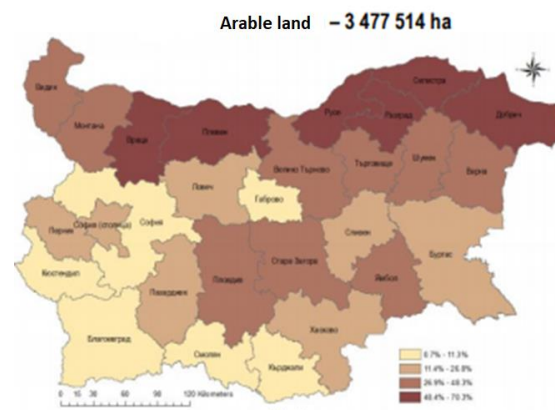 Arable land – 3 477 514 ha
Видин
Монтана
Враца
Плевен
Русе
Силистра
Разград
Добрич
Велико Търново
Търговище
Шумен
Варна
Ловеч
Габрово
София (столица)
София
Перник
Кюстендил
Пазарджик
Пловдив
Стара Загора
Сливен
Ямбол
Бургас
Благоевград
Смолян
Хасково
Кърджали
0.7% - 11.3%
11.4% - 26.8%
26.9% - 48.3%
48.4% - 70.3%
0 15 30 60 90 120 Kilometers